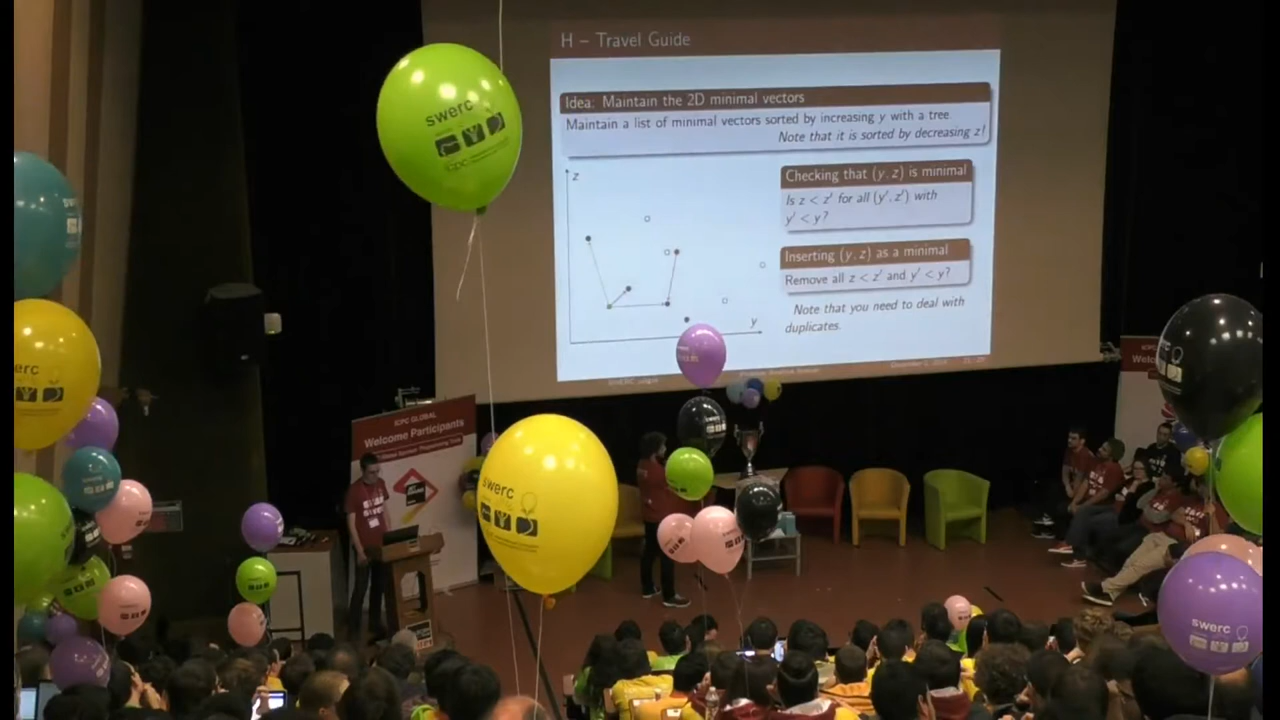 H – Travel Guide
Idea: Maintain the 2D minimal vectors
Maintain a list of minimal vectors sorted by increasing y with a tree.
Note that it is sorted by decreasing z!
z
Checking that (y, z) is minimal
Is z < z' for all (y', z') with
y' < y?
Inserting (y, z) as a minimal
Remove all z < z' and y' < y?
Note that you need to deal with
duplicates.
y
swerc
swerc
swerc
ICPC GLOBAL
Welcome Participants